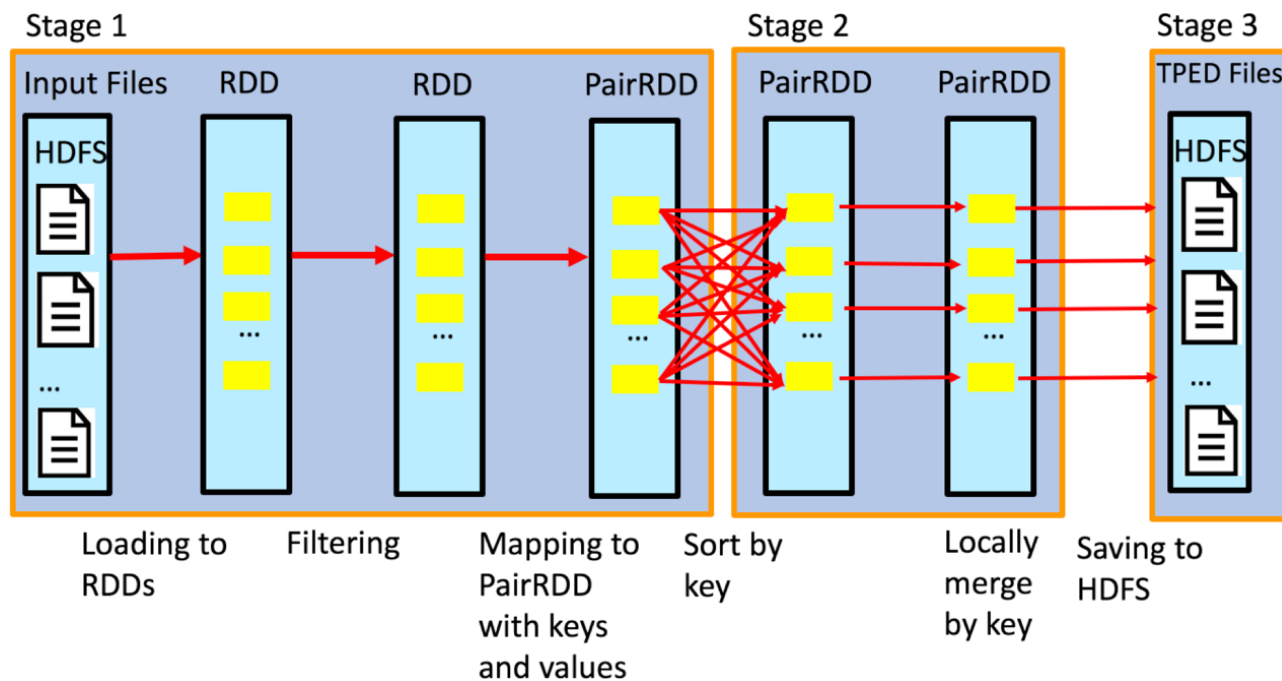 Stage 1
Stage 2
Stage 3
Input Files
RDD
RDD
PairRDD
PairRDD
PairRDD
TPED Files
HDFS
HDFS
...
...
...
...
...
...
...
Loading to
RDDs
Filtering
Mapping to
PairRDD
with keys
and values
Sort by
key
Locally
merge
by key
Saving to
HDFS